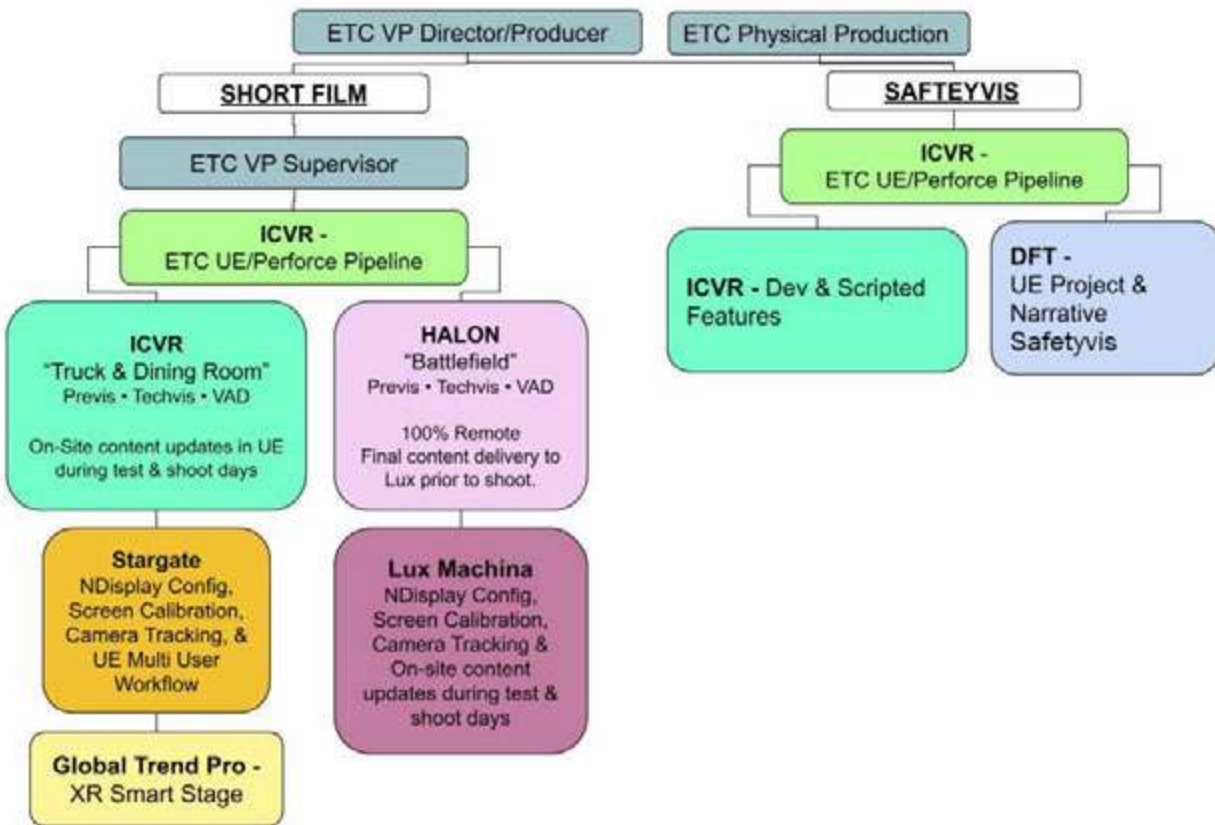 ETC VP Director/Producer
ETC Physical Production
SHORT FILM
SAFTEYVIS
ETC VP Supervisor
ICVR -
ETC UE/Perforce Pipeline
ICVR -
ETC UE/Perforce Pipeline
ICVR
“Truck & Dining Room”
Previs • Techvis • VAD
On-Site content updates in UE
during test & shoot days
HALON
“Battlefield”
Previs • Techvis • VAD
100% Remote
Final content delivery to
Lux prior to shoot.
ICVR - Dev & Scripted
Features
DFT -
UE Project &
Narrative
Safetyvis
Stargate
NDisplay Config,
Screen Calibration,
Camera Tracking, &
UE Multi User
Workflow
Lux Machina
NDisplay Config,
Screen Calibration,
Camera Tracking &
On-site content
updates during test &
shoot days
Global Trend Pro -
XR Smart Stage